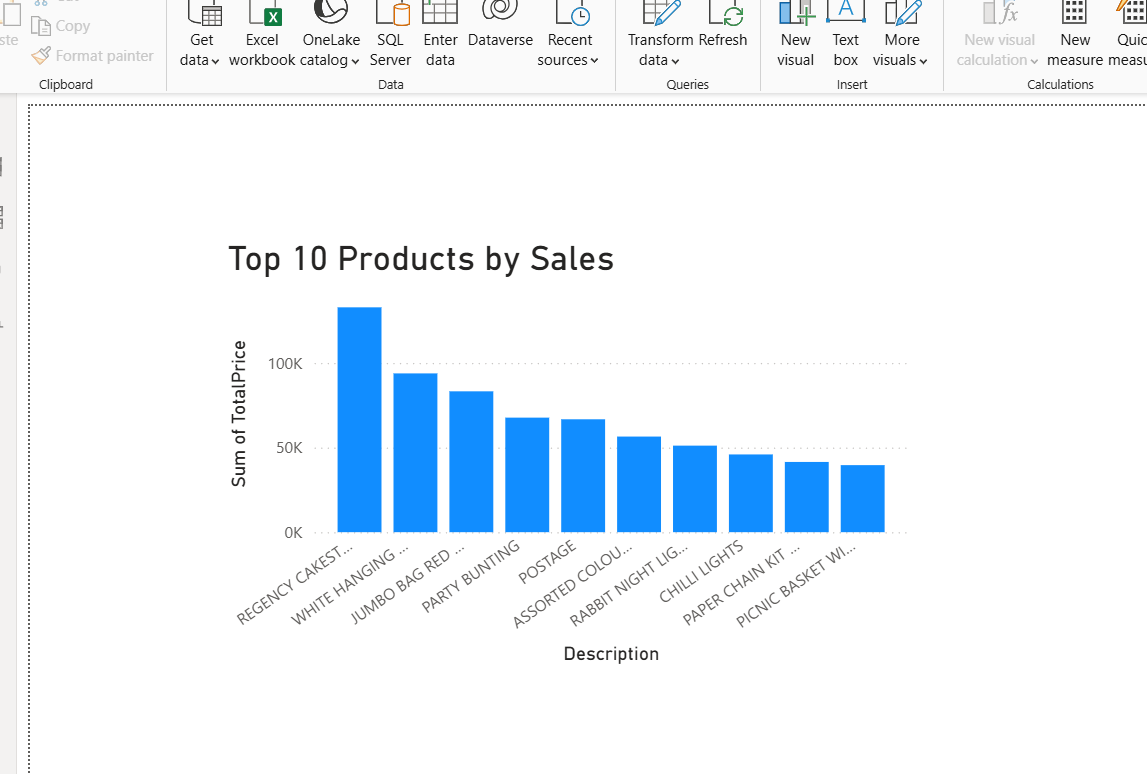 Copy
Format painter
Clipboard
Get data
Excel workbook
OneLake catalog
SQL Server
Enter data
Dataverse
Recent sources
Data
Transform data
Refresh
Queries
New visual
Text box
More visuals
Insert
New visual calculation
New measure
Calculations
Top 10 Products by Sales
Sum of TotalPrice
100K
50K
0K
REGENCY CAKEST...
WHITE HANGING ...
JUMBO BAG RED ...
PARTY BUNTING
POSTAGE
ASSORTED COLOU...
RABBIT NIGHT LIG...
CHILLI LIGHTS
PAPER CHAIN KIT ...
PICNIC BASKET WI...
Description